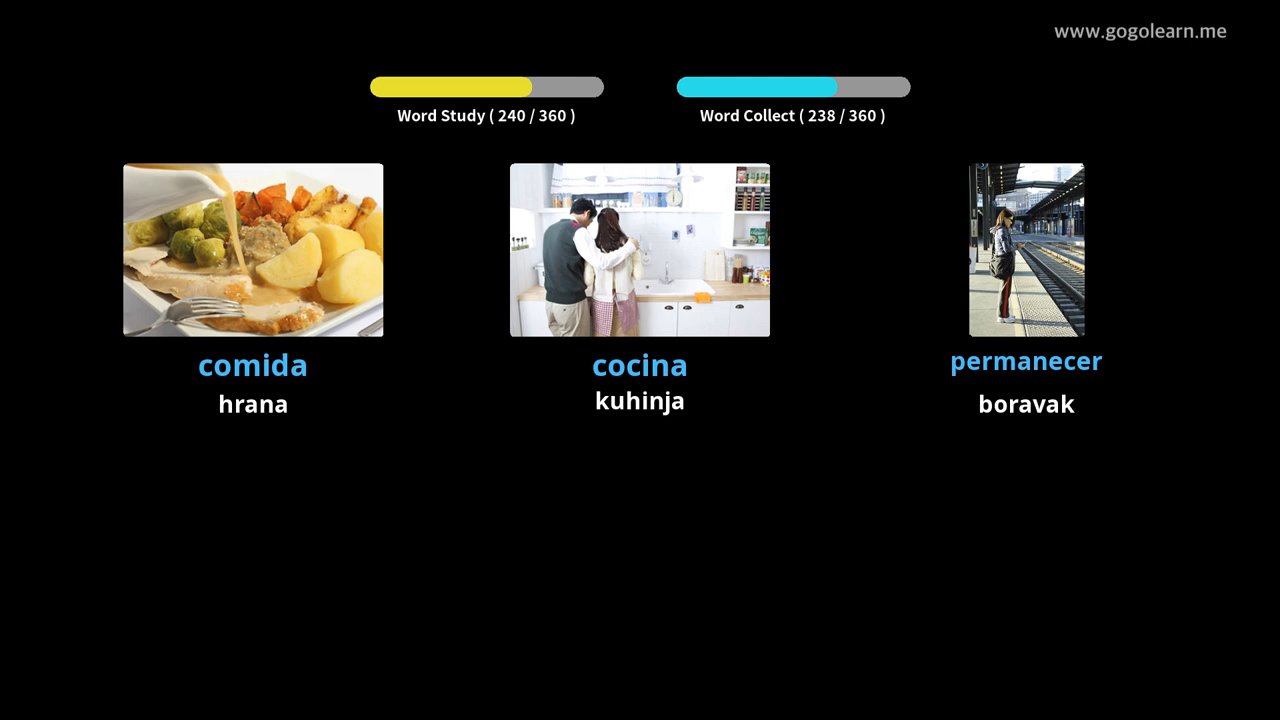 www.gogolearn.me
Word Study ( 240 / 360 )
Word Collect ( 238 / 360 )
comida
hrana
cocina
kuhinja
permanecer
boravak